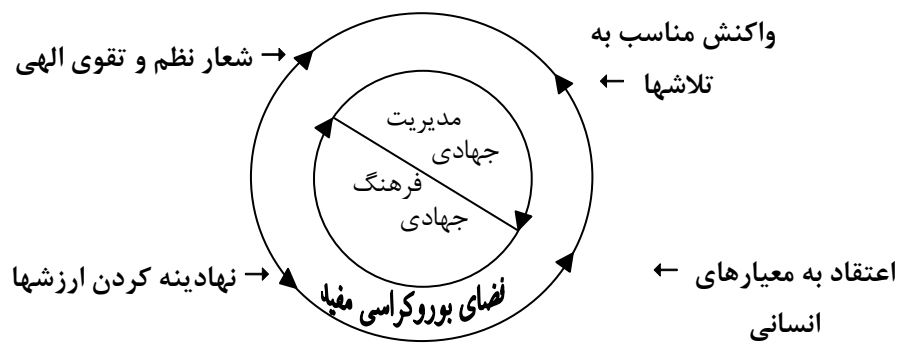 واکنش مناسب به
تلاشها ←
→ شعار نظم و تقوی الهی
مدیریت
جهادی
فرهنگ
جهادی
اعتقاد به معیارهای ←
انسانی
→ نهادینه کردن ارزشها
فضای بوروکراسی مفید